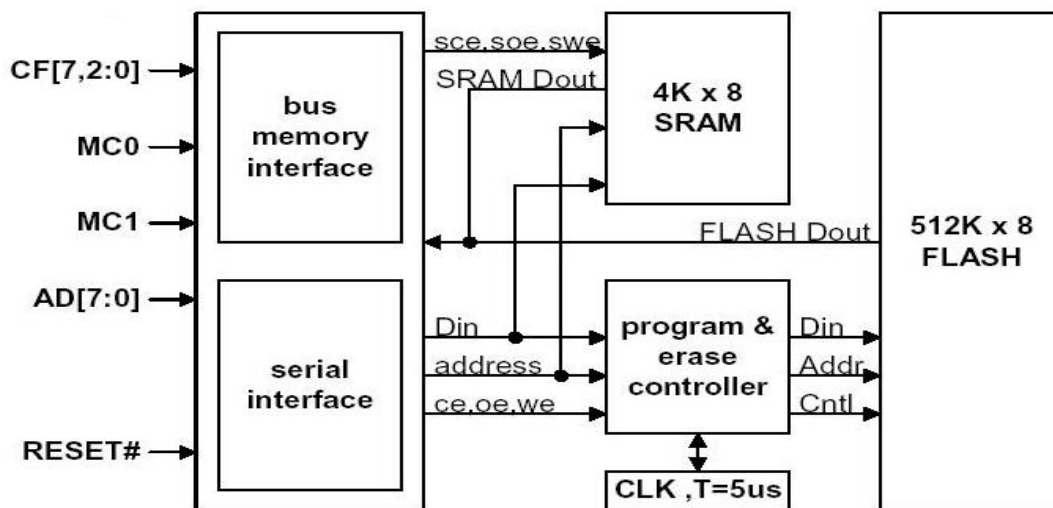 CF[7,2:0]
MC0
MC1
AD[7:0]
RESET#
bus
memory
interface
serial
interface
sce,soe,swe
SRAM Dout
4K x 8
SRAM
FLASH Dout
512K x 8
FLASH
Din
address
ce,oe,we
program &
erase
controller
Din
Addr
Cntl
CLK ,T=5us